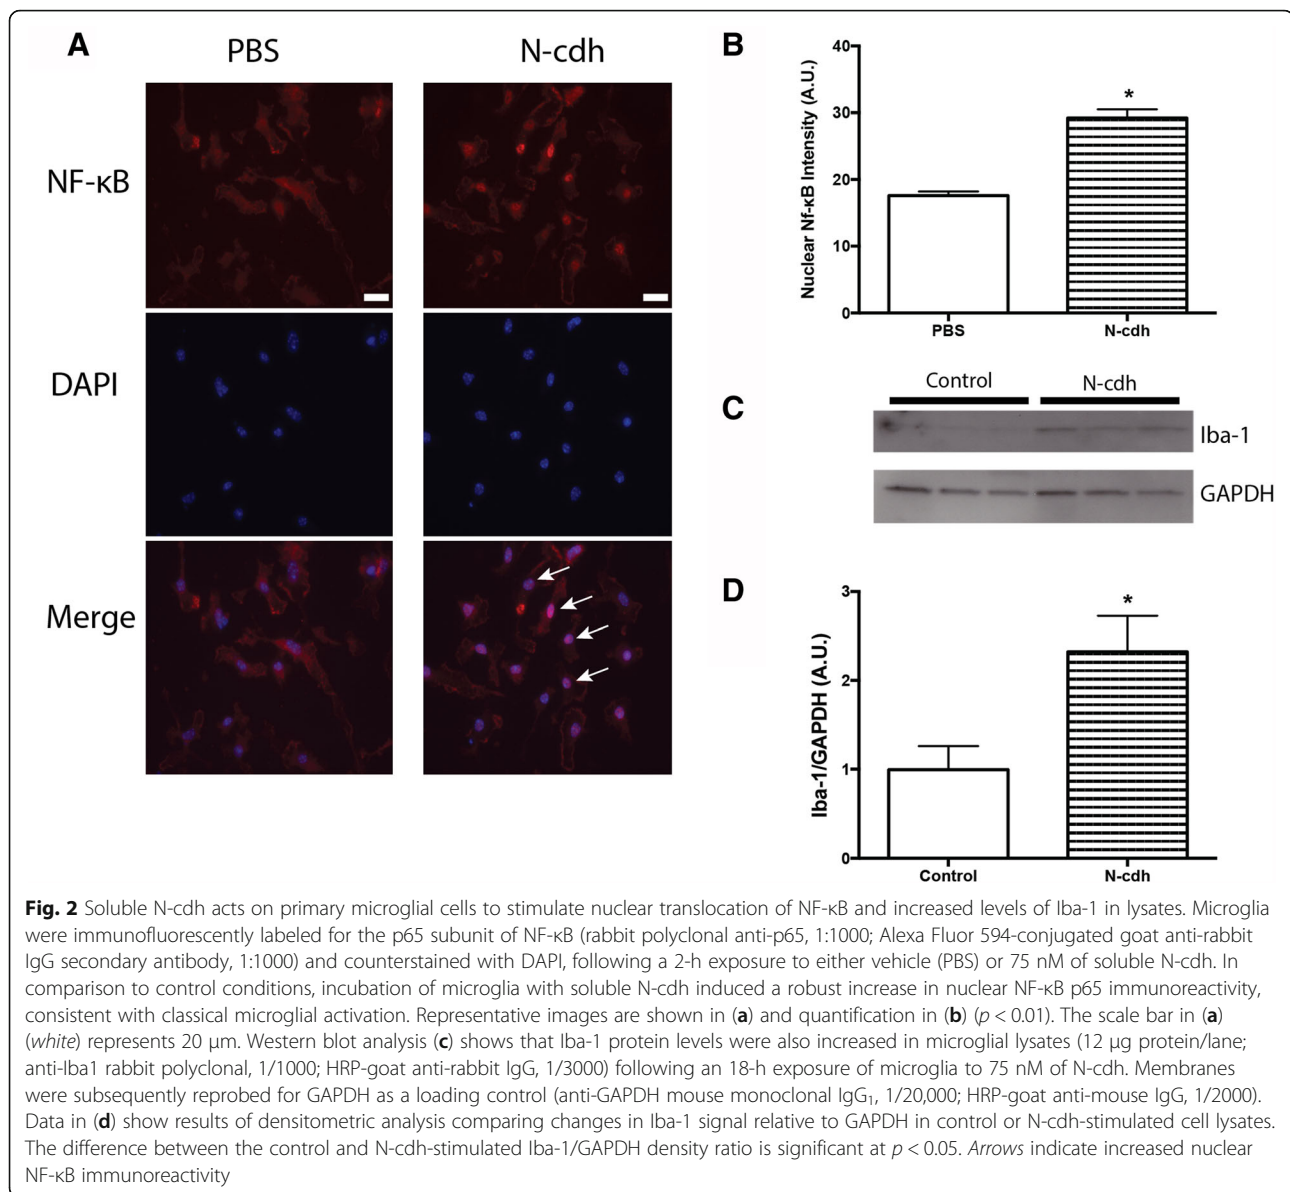 A
PBS
N-cdh
NF-κB
DAPI
Merge
B
Nuclear Nf-κB Intensity (A.U.)
40
30
20
10
0
*
PBS
N-cdh
C
Control
N-cdh
Iba-1
GAPDH
D
Iba-1/GAPDH (A.U.)
3
2
1
0
*
Control
N-cdh
Fig. 2 Soluble N-cdh acts on primary microglial cells to stimulate nuclear translocation of NF-κB and increased levels of Iba-1 in lysates. Microglia
were immunofluorescently labeled for the p65 subunit of NF-κB (rabbit polyclonal anti-p65, 1:1000; Alexa Fluor 594-conjugated goat anti-rabbit
IgG secondary antibody, 1:1000) and counterstained with DAPI, following a 2-h exposure to either vehicle (PBS) or 75 nM of soluble N-cdh. In
comparison to control conditions, incubation of microglia with soluble N-cdh induced a robust increase in nuclear NF-κB p65 immunoreactivity,
consistent with classical microglial activation. Representative images are shown in (a) and quantification in (b) (p < 0.01). The scale bar in (a)
(white) represents 20 μm. Western blot analysis (c) shows that Iba-1 protein levels were also increased in microglial lysates (12 μg protein/lane;
anti-Iba1 rabbit polyclonal, 1/1000; HRP-goat anti-rabbit IgG, 1/3000) following an 18-h exposure of microglia to 75 nM of N-cdh. Membranes
were subsequently reprobed for GAPDH as a loading control (anti-GAPDH mouse monoclonal IgG₁, 1/20,000; HRP-goat anti-mouse IgG, 1/2000).
Data in (d) show results of densitometric analysis comparing changes in Iba-1 signal relative to GAPDH in control or N-cdh-stimulated cell lysates.
The difference between the control and N-cdh-stimulated Iba-1/GAPDH density ratio is significant at p < 0.05. Arrows indicate increased nuclear
NF-κB immunoreactivity